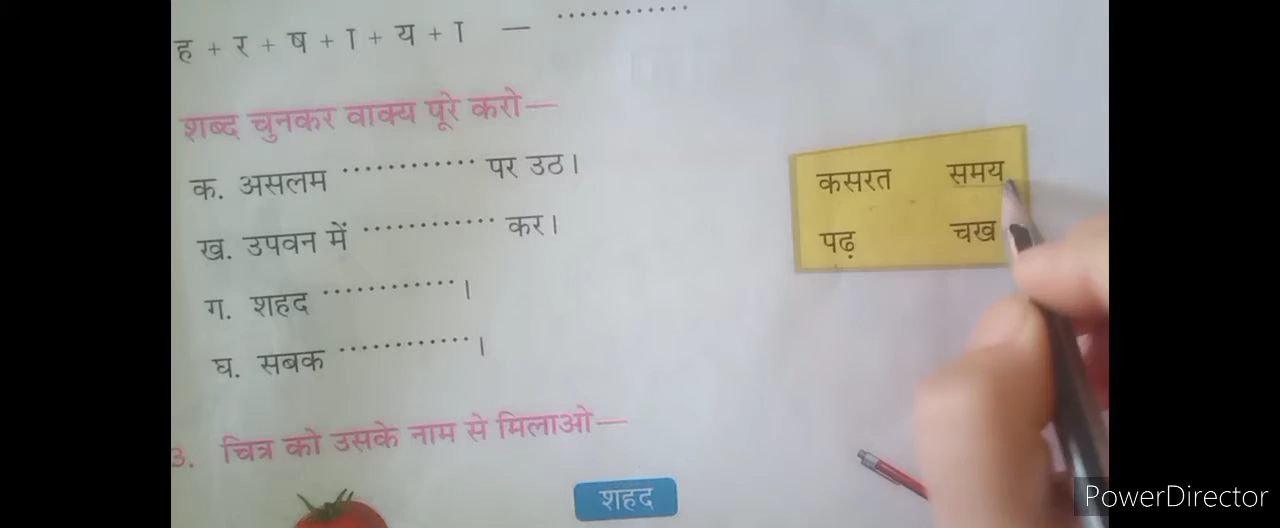 ह + र + ष + ा + य + ा — ............
शब्द चुनकर वाक्य पूरे करो—
क. असलम ............ पर उठ।
ख. उपवन में ............ कर।
ग. शहद ............।
घ. सबक ............।
कसरत समय
पढ़ चख
3. चित्र को उसके नाम से मिलाओ—
शहद
PowerDirector